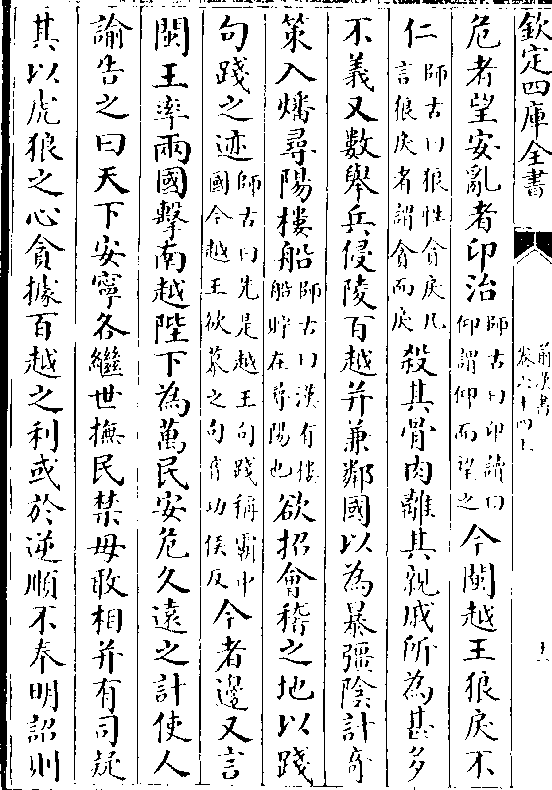 欽定四庫全書
前漢書
卷六十四上
十一
危者望安亂者卬治師古曰卬讀曰仰謂仰而望之今閩越王狼戾不
仁師古曰狼性貪戾凡言狼戾者謂貪而戾殺其骨肉離其親戚所為甚多
不義又數舉兵侵陵百越并兼鄰國以為暴彊陰計奇
策入燔尋陽樓船師古曰漢有樓船貯在尋陽也欲招會稽之地以踐
句踐之迹師古曰先是越王句踐稱霸中國今越王欲慕之句音功侯反今者邊又言
閩王率兩國擊南越陛下為萬民安危久遠之計使人
諭告之曰天下安寧各繼世撫民禁毋敢相并有司疑
其以虎狼之心貪據百越之利或於逆順不奉明詔則